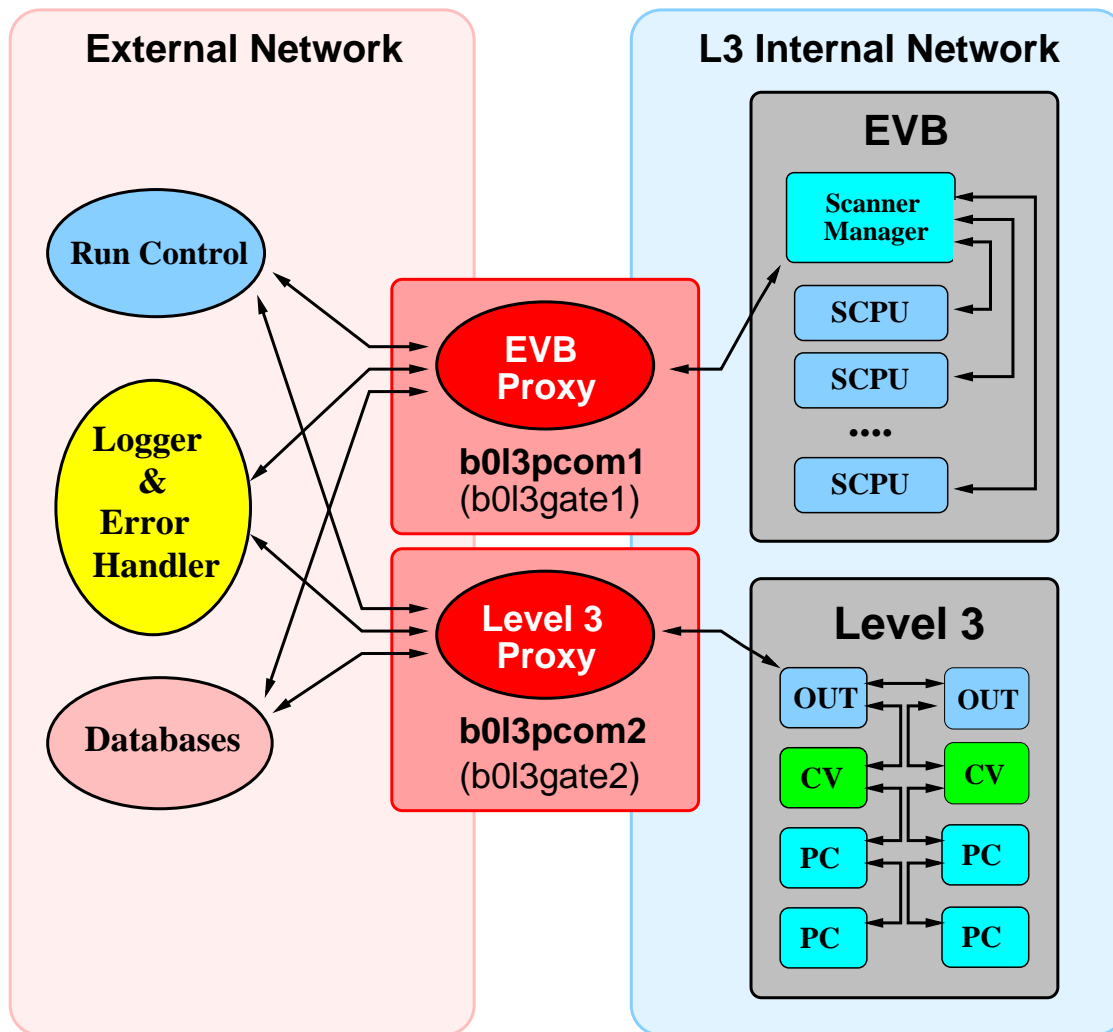 External Network
L3 Internal Network
EVB
Scanner
Manager
SCPU
SCPU
....
SCPU
Run Control
EVB
Proxy
b0l3pcom1
(b0l3gate1)
Logger
&
Error
Handler
Level 3
Proxy
b0l3pcom2
(b0l3gate2)
Databases
Level 3
OUT
OUT
CV
CV
PC
PC
PC
PC